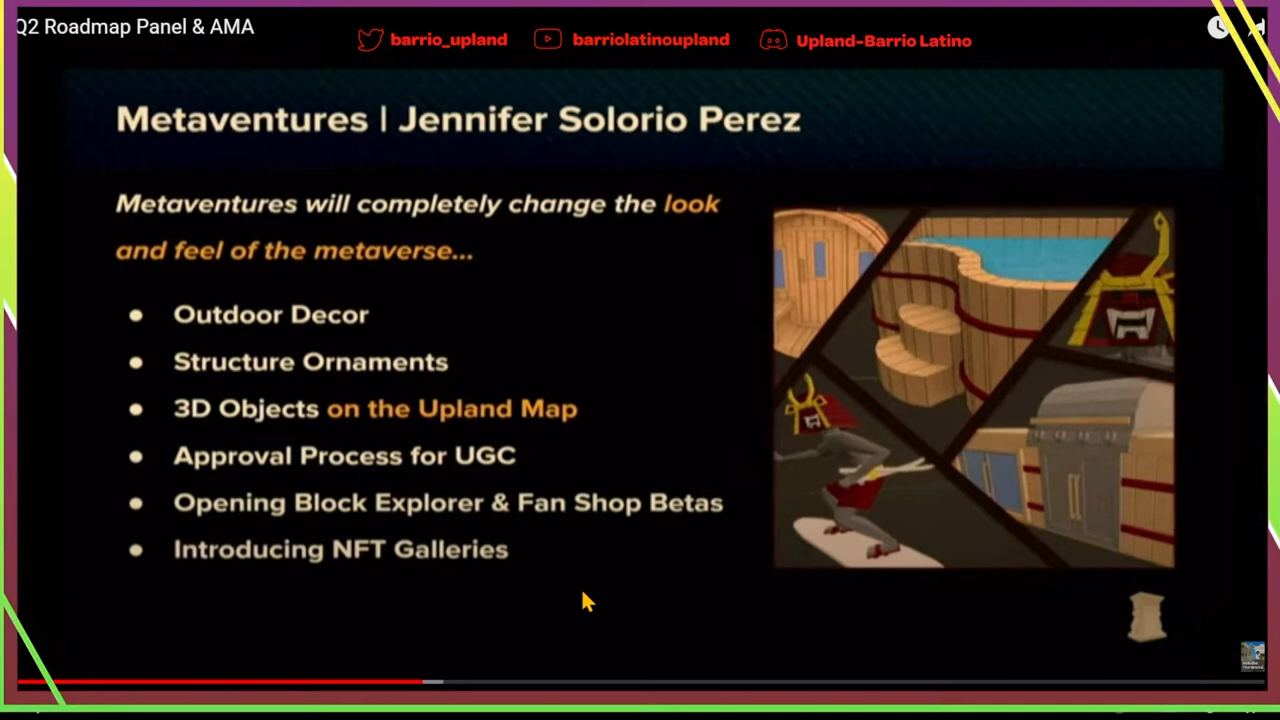 Q2 Roadmap Panel & AMA
barrio_upland
barriolatinoupland
Upland-Barrio Latino
Metaventures | Jennifer Solorio Perez
Metaventures will completely change the look
and feel of the metaverse...
• Outdoor Decor
• Structure Ornaments
• 3D Objects on the Upland Map
• Approval Process for UGC
• Opening Block Explorer & Fan Shop Betas
• Introducing NFT Galleries